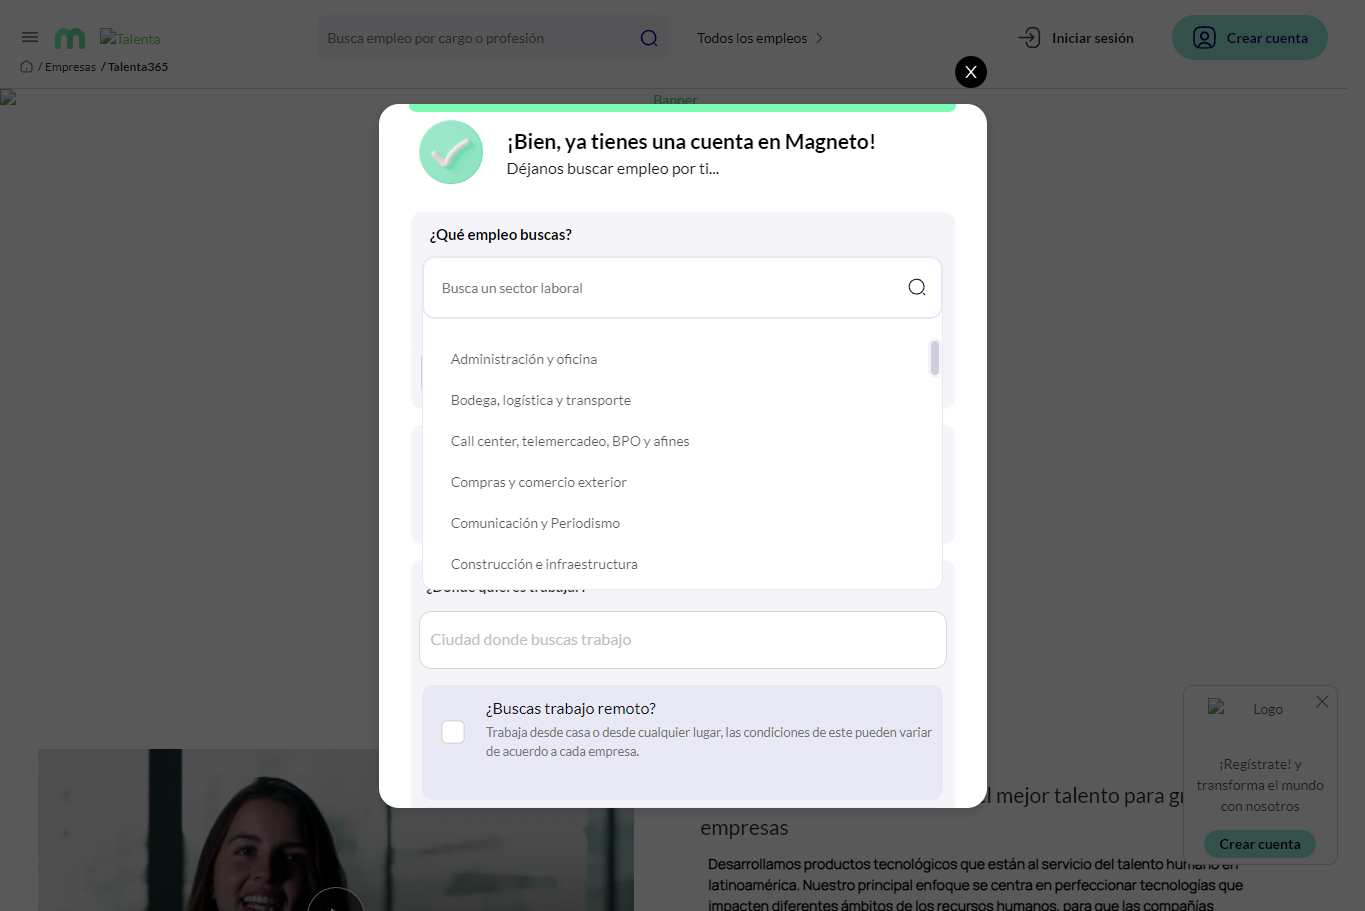 Talenta
Busca empleo por cargo o profesión
Todos los empleos
Iniciar sesión
Crear cuenta
/ Empresas / Talenta365
X
Banner
¡Bien, ya tienes una cuenta en Magneto!
Déjanos buscar empleo por ti...
¿Qué empleo buscas?
Busca un sector laboral
Administración y oficina
Bodega, logística y transporte
Call center, telemercadeo, BPO y afines
Compras y comercio exterior
Comunicación y Periodismo
Construcción e infraestructura
¿Dónde quieres trabajar?
Ciudad donde buscas trabajo
¿Buscas trabajo remoto?
Trabaja desde casa o desde cualquier lugar, las condiciones de este pueden variar
de acuerdo a cada empresa.
Logo
¡Regístrate! y
transforma el mundo
con nosotros
Crear cuenta
el mejor talento para
empresas
Desarrollamos productos tecnológicos que están al servicio del talento humano en
latinoamérica. Nuestro principal enfoque se centra en perfeccionar tecnologías que
impacten diferentes ámbitos de los recursos humanos, para que las compañías